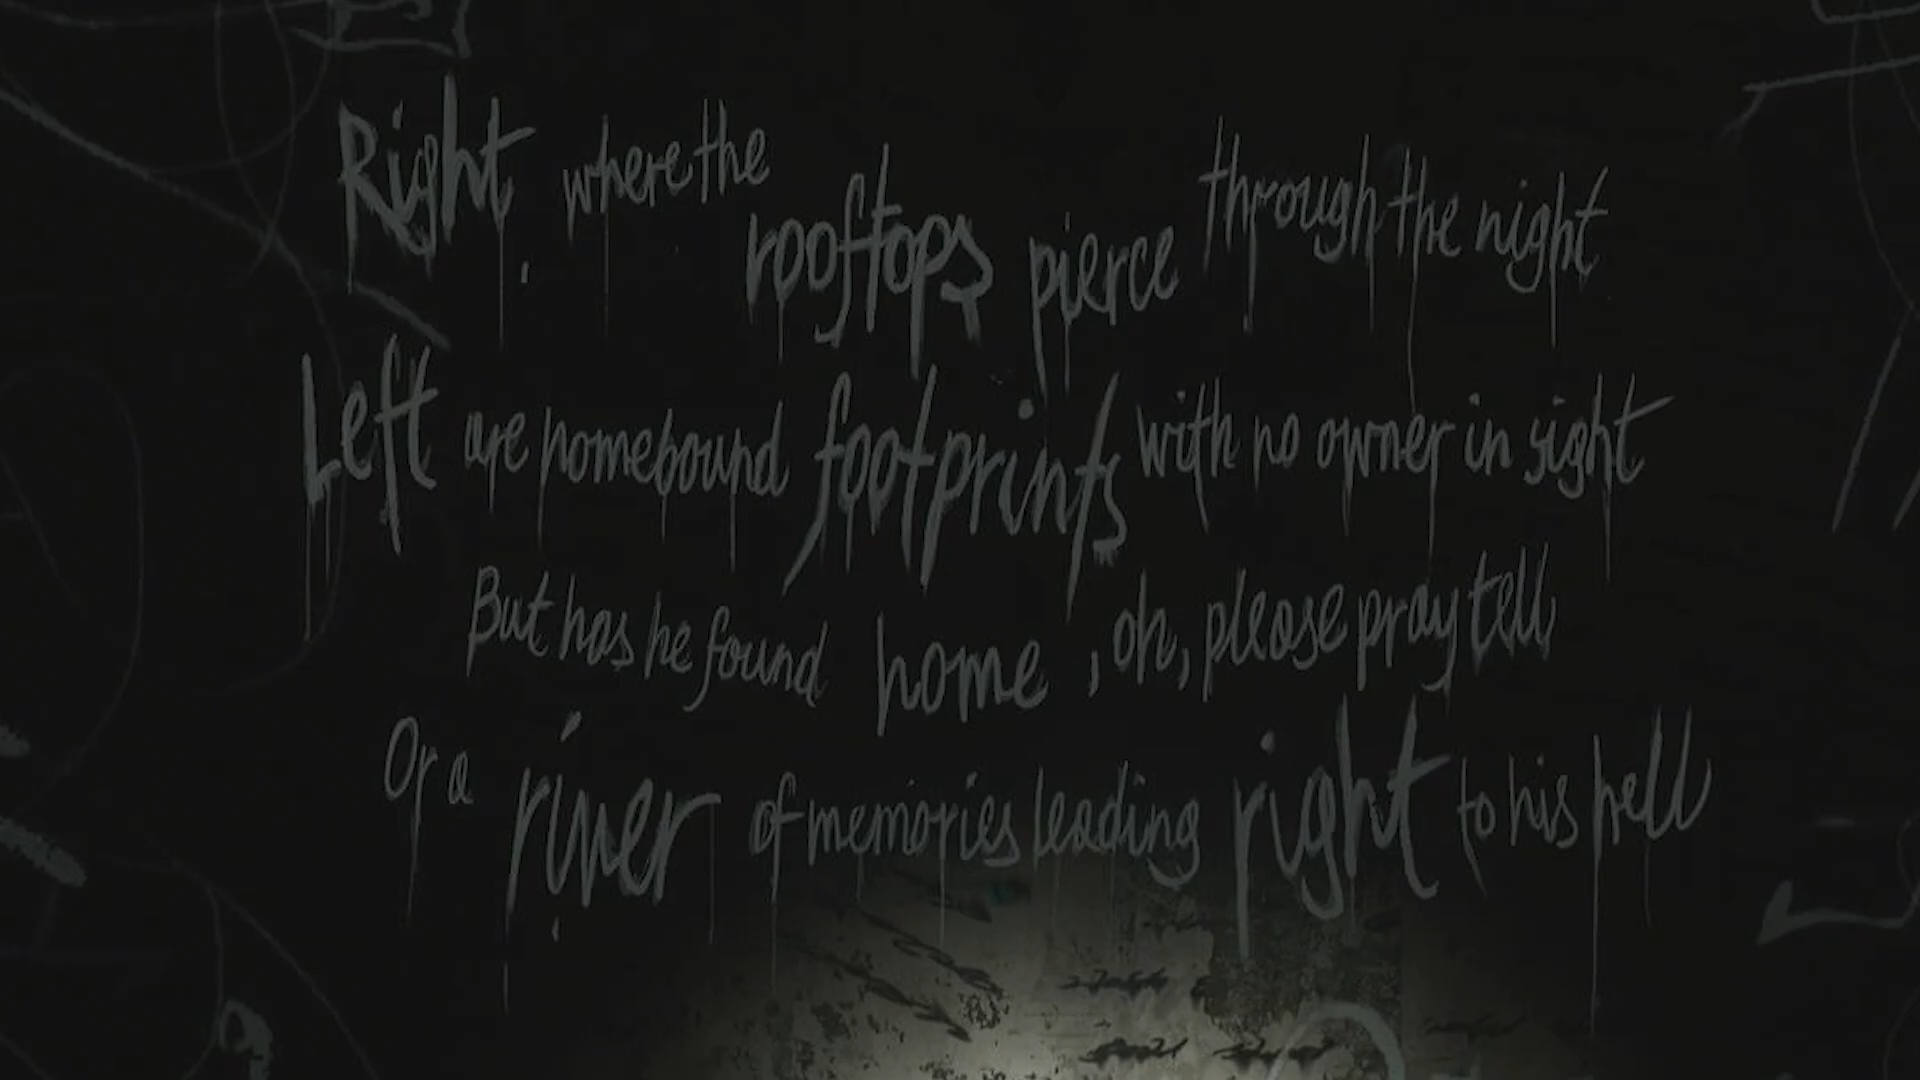 Right where the rooftops pierce through the night
Left are homebound footprints with no owner in sight
But has he found home, oh, please pray tell
Or a river of memories leading right to his hell